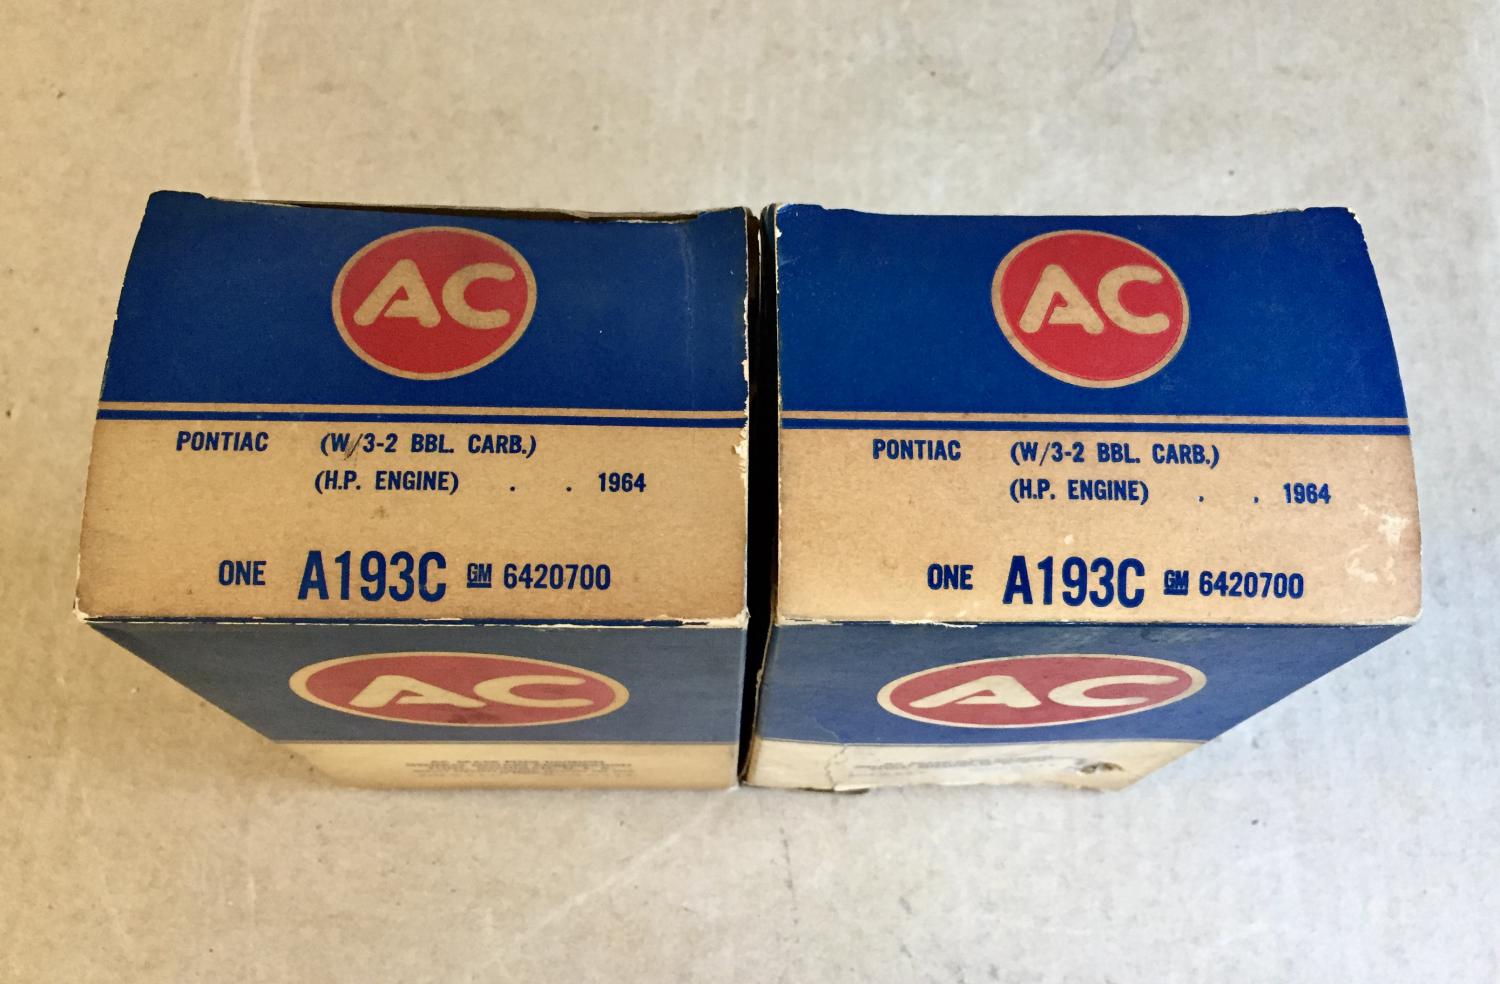 AC
PONTIAC (W/3-2 BBL. CARB.)
(H.P. ENGINE) . . 1964
ONE A193C GM 6420700
AC
AC
PONTIAC (W/3-2 BBL. CARB.)
(H.P. ENGINE) . . 1964
ONE A193C GM 6420700
AC